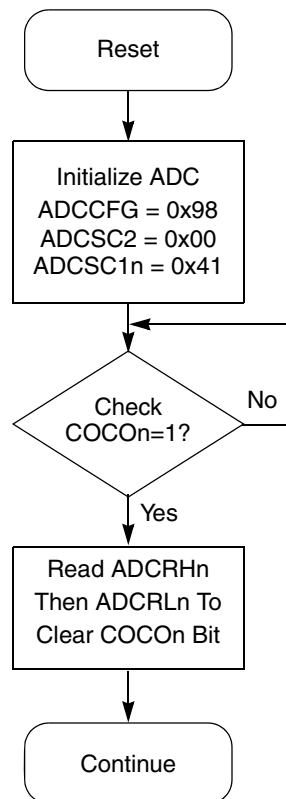 Reset
Initialize ADC
ADCCFG = 0x98
ADCSC2 = 0x00
ADCSC1n = 0x41
Check
COCOn=1?
No
Yes
Read ADCRHn
Then ADCRLn To
Clear COCOn Bit
Continue